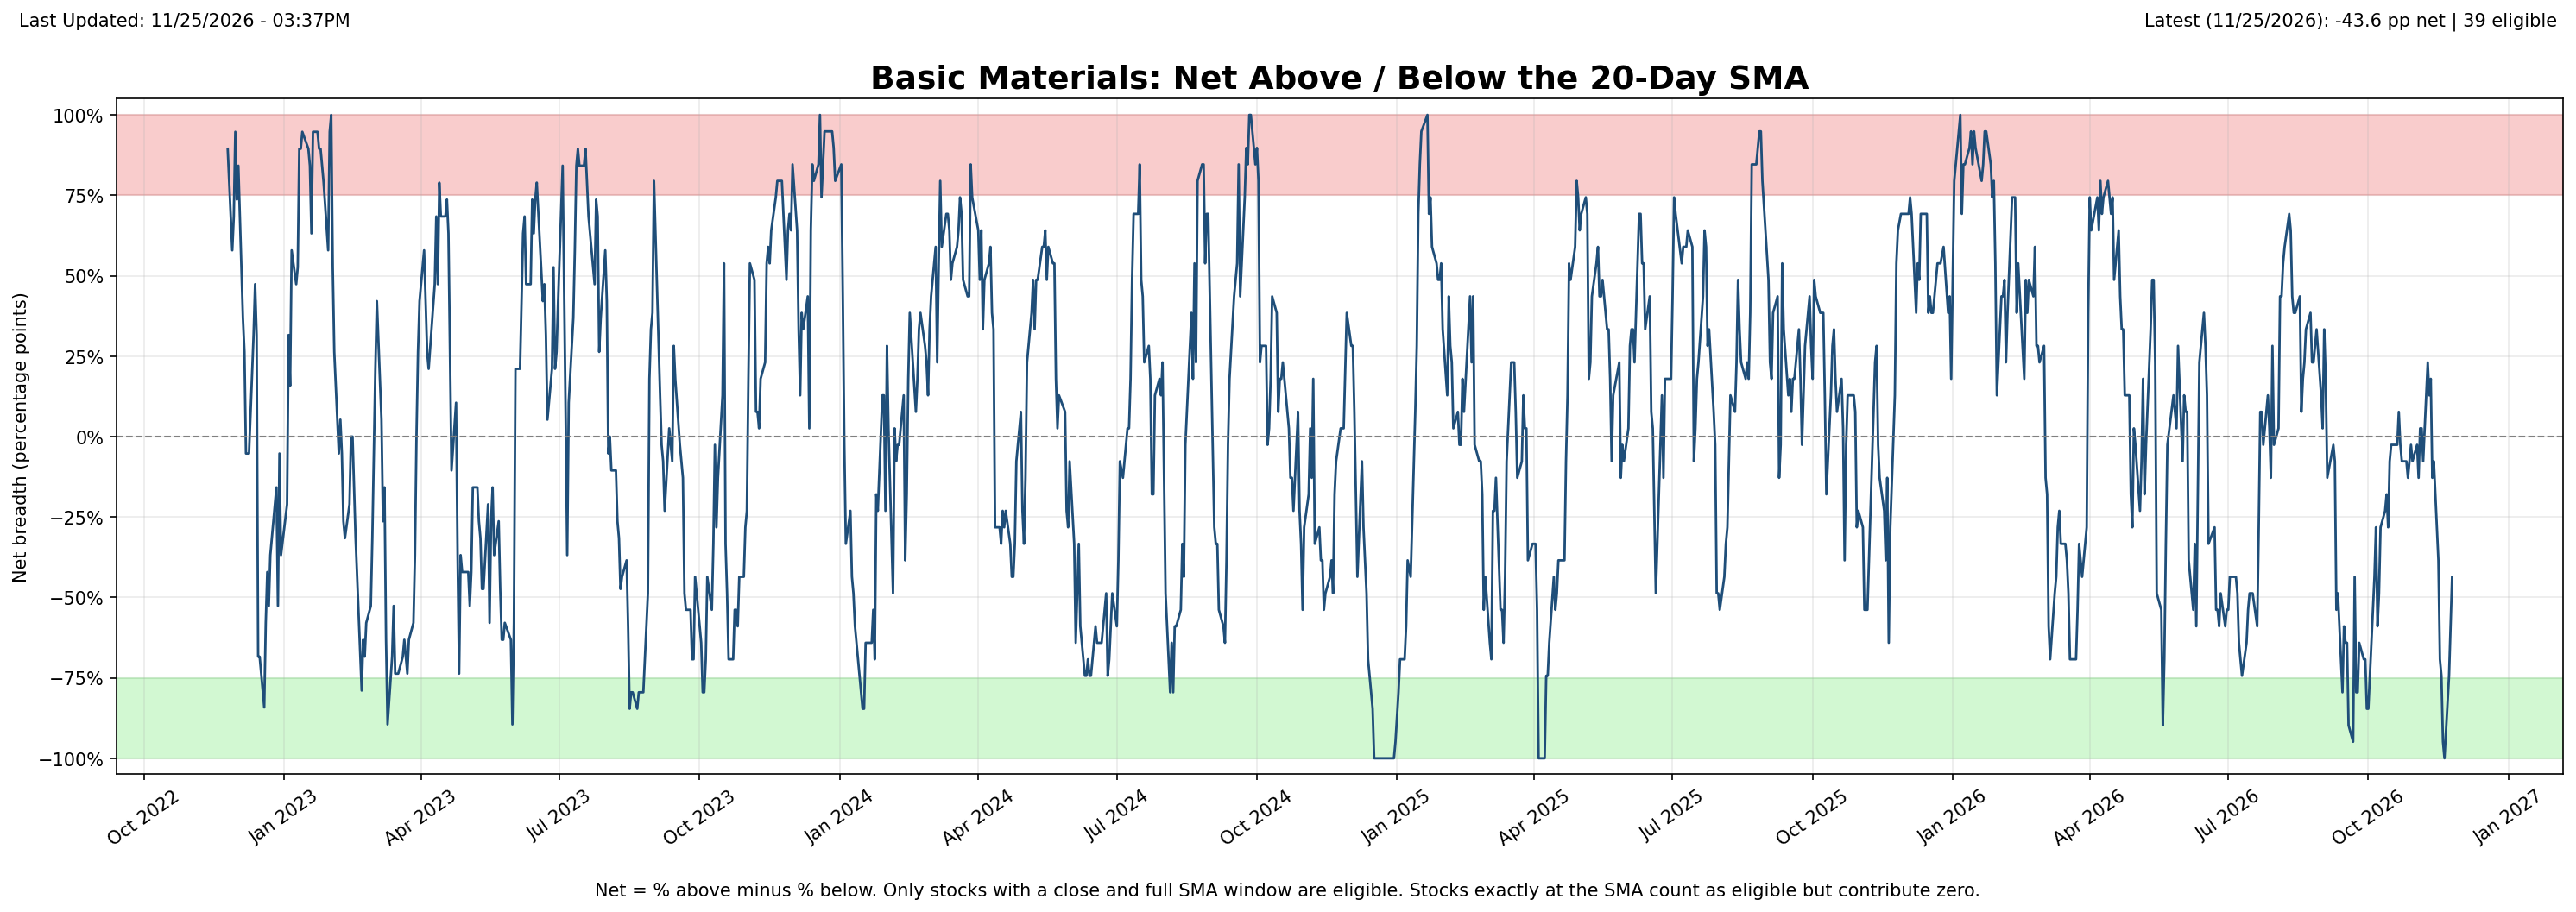 Last Updated: 11/25/2026 - 03:37PM
Latest (11/25/2026): -43.6 pp net | 39 eligible
Basic Materials: Net Above / Below the 20-Day SMA
Net breadth (percentage points)
100%
75%
50%
25%
0%
−25%
−50%
−75%
−100%
Oct 2022
Jan 2023
Apr 2023
Jul 2023
Oct 2023
Jan 2024
Apr 2024
Jul 2024
Oct 2024
Jan 2025
Apr 2025
Jul 2025
Oct 2025
Jan 2026
Apr 2026
Jul 2026
Oct 2026
Jan 2027
Net = % above minus % below. Only stocks with a close and full SMA window are eligible. Stocks exactly at the SMA count as eligible but contribute zero.